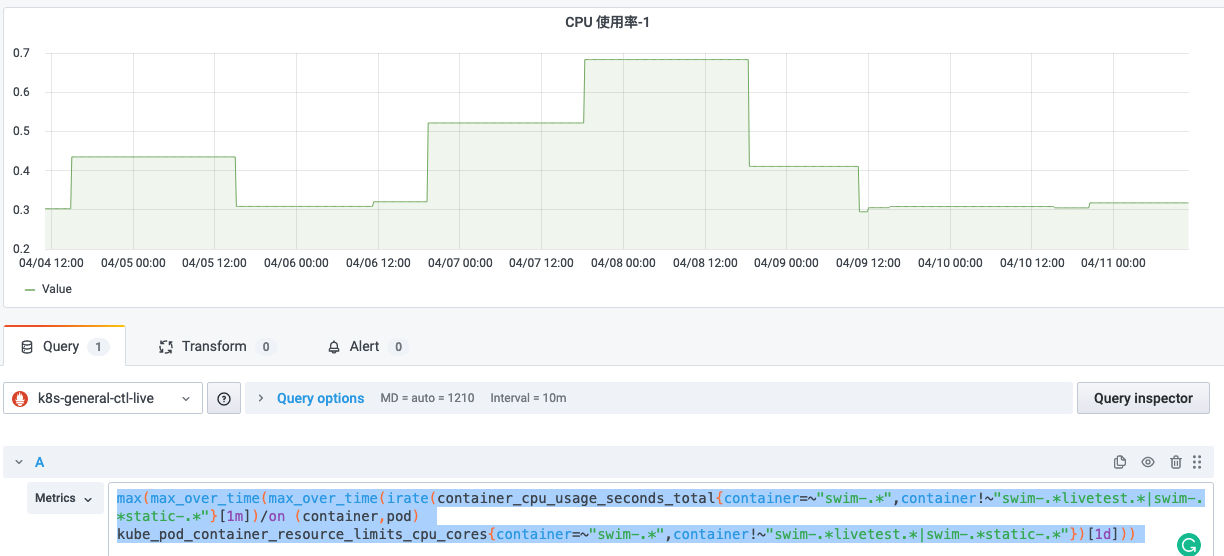 CPU 使用率-1
0.7
0.6
0.5
0.4
0.3
0.2
04/04 12:00 04/05 00:00 04/05 12:00 04/06 00:00 04/06 12:00 04/07 00:00 04/07 12:00 04/08 00:00 04/08 12:00 04/09 00:00 04/09 12:00 04/10 00:00 04/10 12:00 04/11 00:00
Value
Query 1 Transform 0 Alert 0
k8s-general-ctl-live Query options MD = auto = 1210 Interval = 10m Query inspector
A
Metrics
max(max_over_time(max_over_time(irate(container_cpu_usage_seconds_total{container=~"swim-.*",container!~"swim-.*livetest.*|swim-.
*static-.*"}[1m])/on (container,pod)
kube_pod_container_resource_limits_cpu_cores{container=~"swim-.*",container!~"swim-.*livetest.*|swim-.*static-.*"})[1d]))